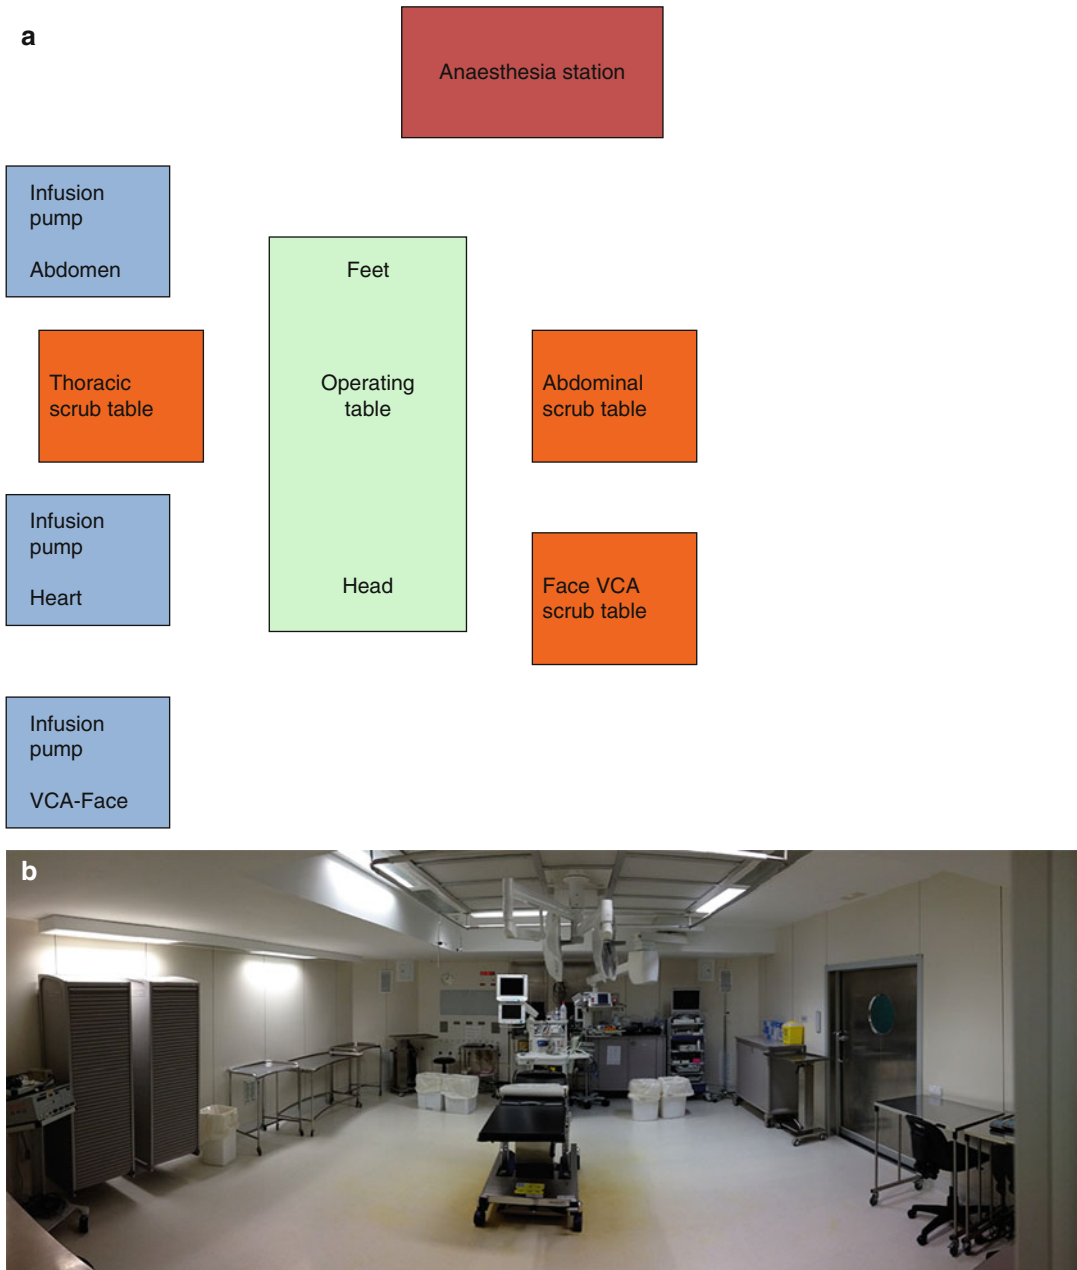 a
Anaesthesia station
Infusion
pump
Abdomen
Feet
Thoracic
scrub table
Operating
table
Abdominal
scrub table
Infusion
pump
Heart
Head
Face VCA
scrub table
Infusion
pump
VCA-Face
b